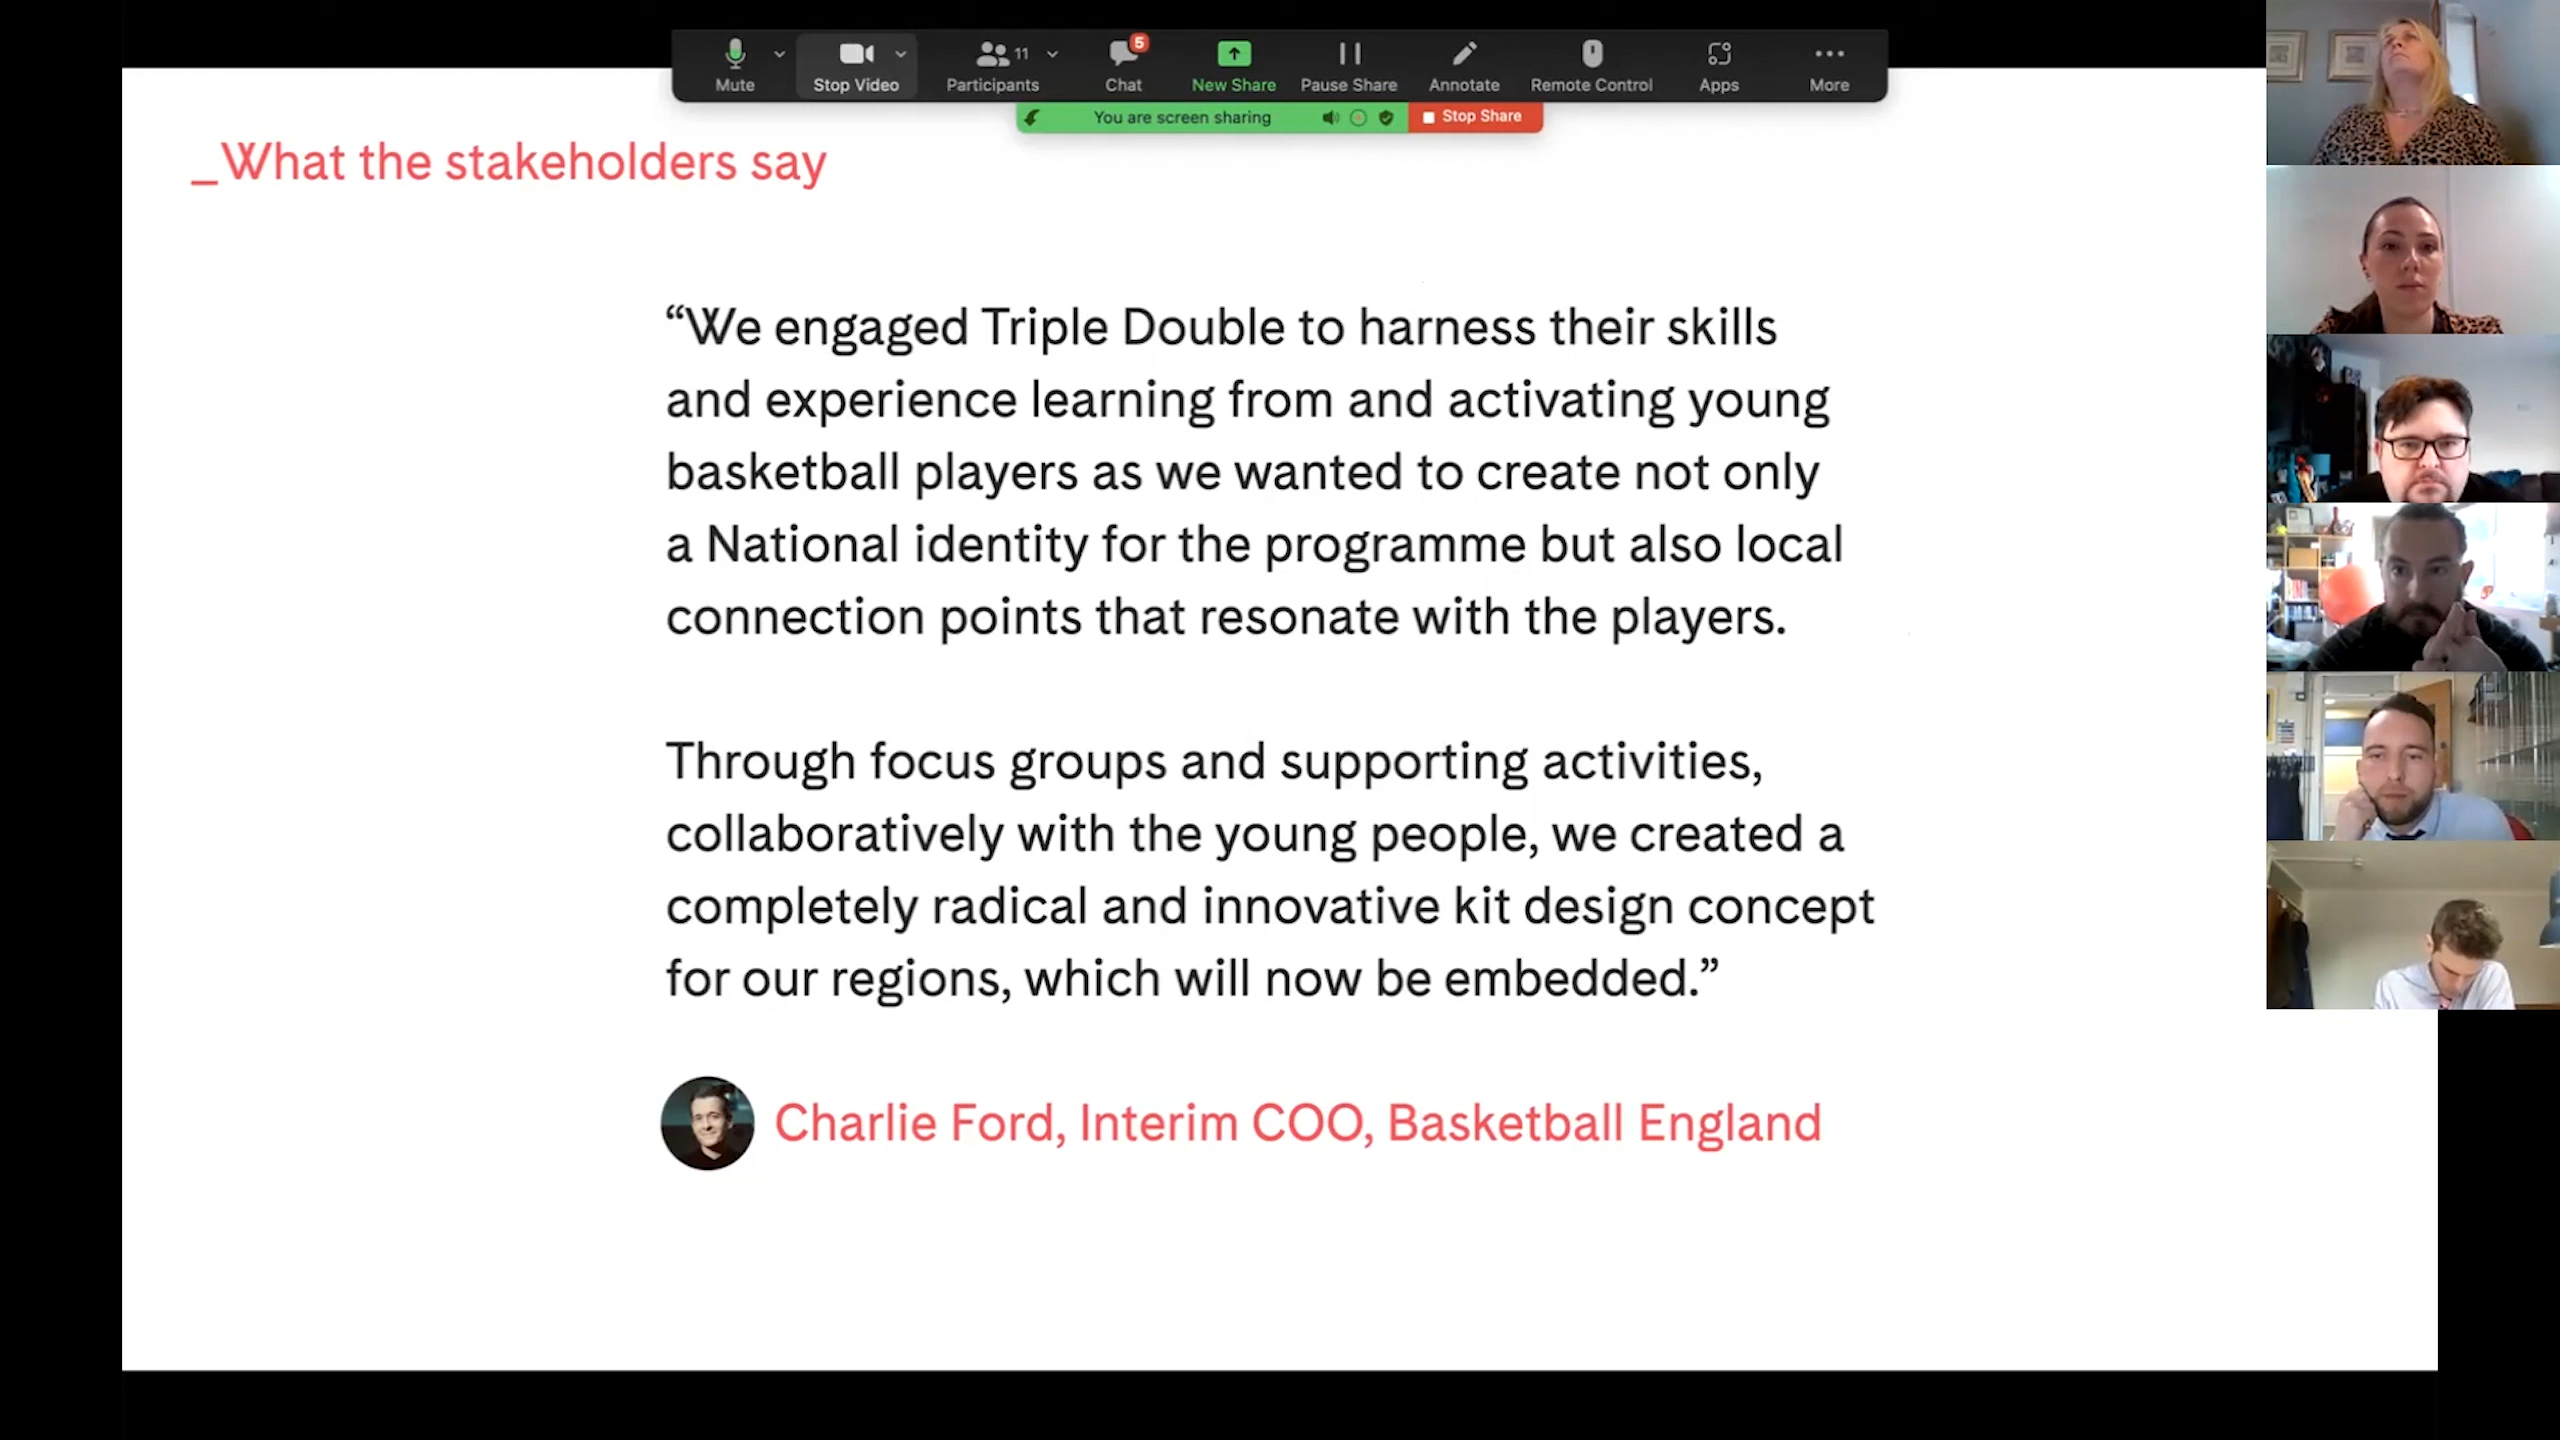 5
11
Mute
Stop Video
Participants
Chat
New Share
Pause Share
Annotate
Remote Control
Apps
More
You are screen sharing
Stop Share
_What the stakeholders say
“We engaged Triple Double to harness their skills
and experience learning from and activating young
basketball players as we wanted to create not only
a National identity for the programme but also local
connection points that resonate with the players.
Through focus groups and supporting activities,
collaboratively with the young people, we created a
completely radical and innovative kit design concept
for our regions, which will now be embedded.”
Charlie Ford, Interim COO, Basketball England